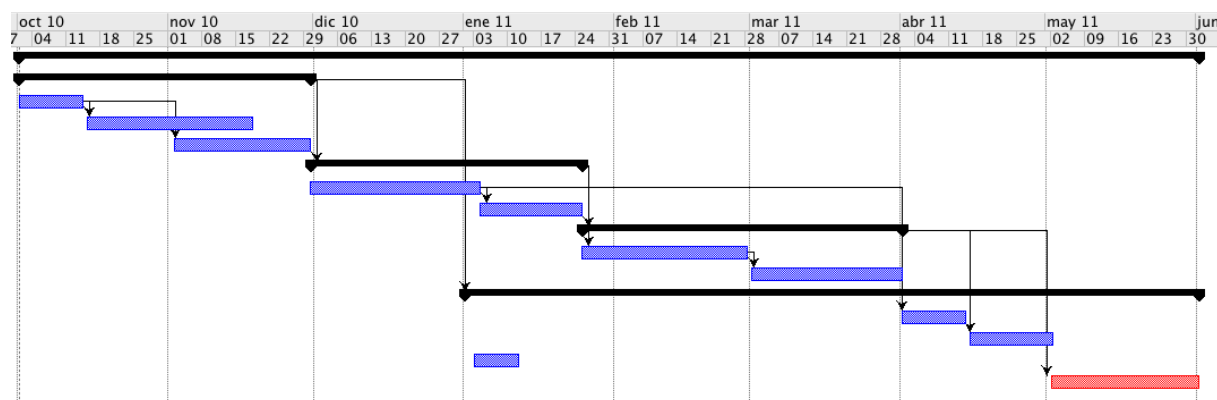 oct 10 nov 10 dic 10 ene 11 feb 11 mar 11 abr 11 may 11 jun
7 04 11 18 25 01 08 15 22 29 06 13 20 27 03 10 17 24 31 07 14 21 28 07 14 21 28 04 11 18 25 02 09 16 23 30